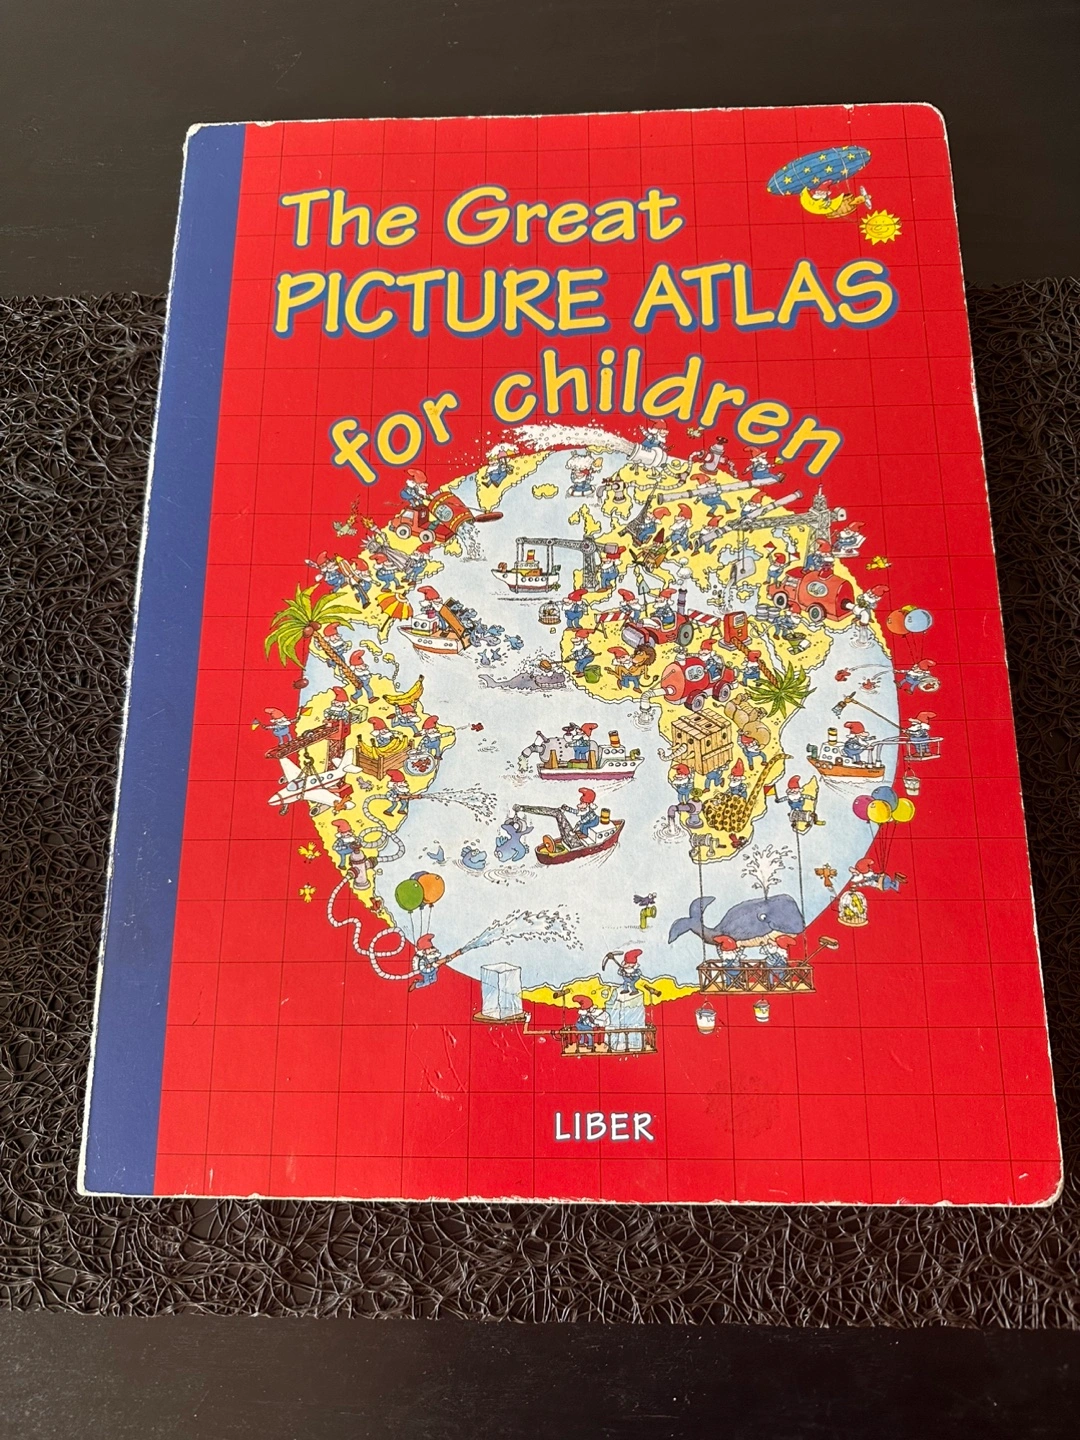 The Great
PICTURE ATLAS
for children
LIBER